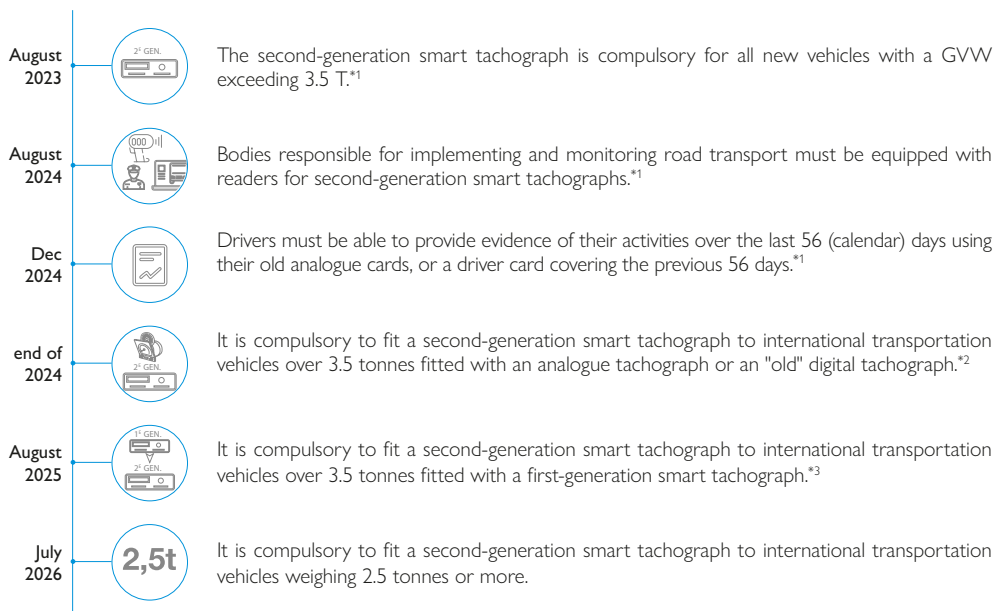 August
2023
2ᴱ GEN.
The second-generation smart tachograph is compulsory for all new vehicles with a GVW
exceeding 3.5 T.*1
August
2024
000
Bodies responsible for implementing and monitoring road transport must be equipped with
readers for second-generation smart tachographs.*1
Dec
2024
Drivers must be able to provide evidence of their activities over the last 56 (calendar) days using
their old analogue cards, or a driver card covering the previous 56 days.*1
end of
2024
2ᴱ GEN.
It is compulsory to fit a second-generation smart tachograph to international transportation
vehicles over 3.5 tonnes fitted with an analogue tachograph or an "old" digital tachograph.*2
August
2025
1ᴱ GEN.
2ᴱ GEN.
It is compulsory to fit a second-generation smart tachograph to international transportation
vehicles over 3.5 tonnes fitted with a first-generation smart tachograph.*3
July
2026
2,5t
It is compulsory to fit a second-generation smart tachograph to international transportation
vehicles weighing 2.5 tonnes or more.